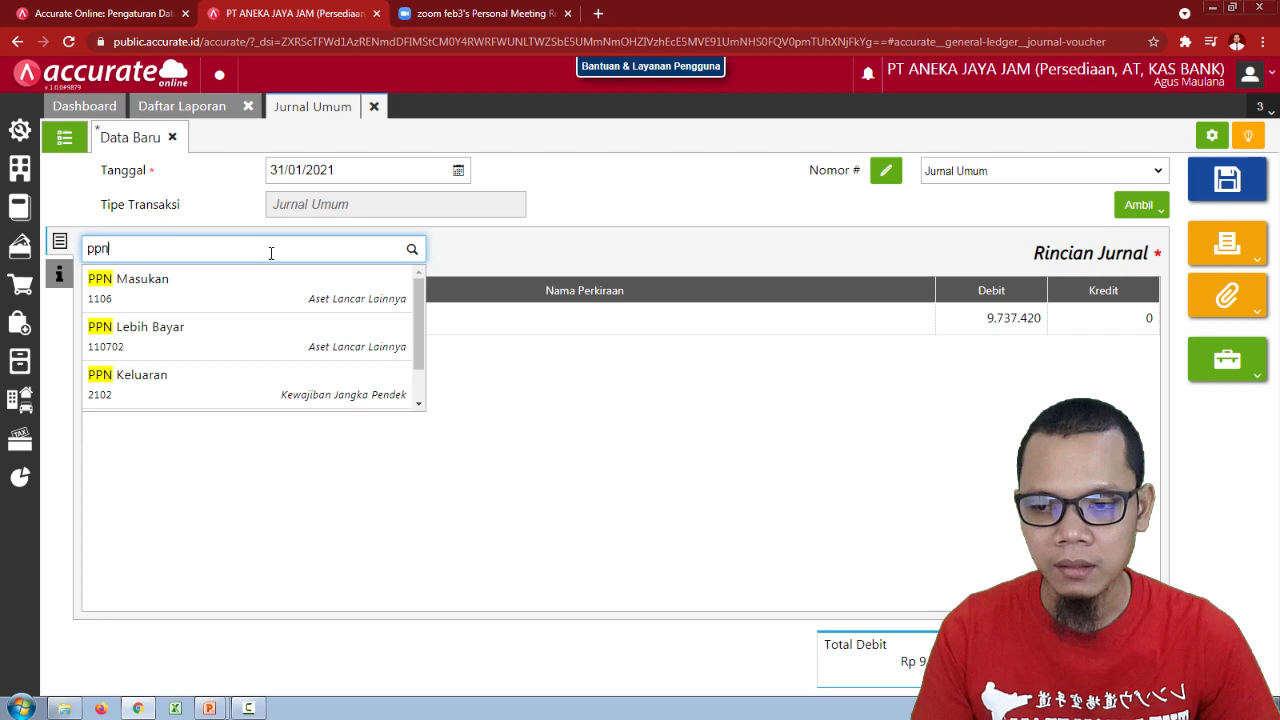 Accurate Online: Pengaturan Dat
PT ANEKA JAYA JAM (Persediaan
zoom feb3's Personal Meeting R
public.accurate.id/accurate/?_dsi=ZXRScTFWd1AzRENmdDFIMStCM0Y4RWRFWUNLTWZSbE5UMmNmOHZIVzhEcE5MVE91UmNHS0FQV0pmTUhXNjFkYg==#accurate__general-ledger__journal-voucher
accurate online
v 1.0.0#9879
Bantuan & Layanan Pengguna
PT ANEKA JAYA JAM (Persediaan, AT, KAS BANK)
Agus Maulana
Dashboard
Daftar Laporan
Jurnal Umum
3
* Data Baru
Tanggal *
31/01/2021
Nomor #
Jurnal Umum
Tipe Transaksi
Jurnal Umum
Ambil
ppn
Rincian Jurnal *
PPN Masukan
1106
Aset Lancar Lainnya
PPN Lebih Bayar
110702
Aset Lancar Lainnya
PPN Keluaran
2102
Kewajiban Jangka Pendek
Nama Perkiraan
Debit
Kredit
9.737.420
0
Total Debit
Rp 9
TAX